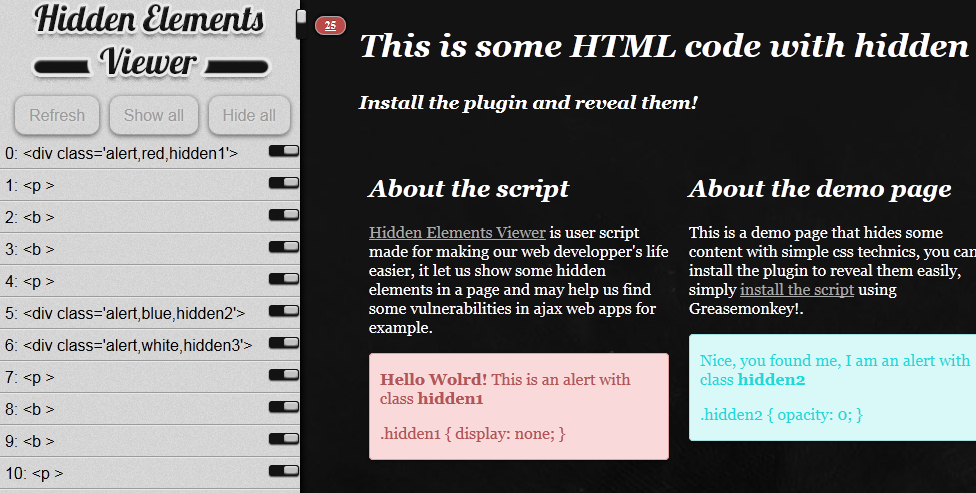 Hidden Elements
Viewer
Refresh
Show all
Hide all
0: <div class='alert,red,hidden1'>
1: <p >
2: <b >
3: <b >
4: <p >
5: <div class='alert,blue,hidden2'>
6: <div class='alert,white,hidden3'>
7: <p >
8: <b >
9: <b >
10: <p >
25
This is some HTML code with hidden
Install the plugin and reveal them!
About the script
Hidden Elements Viewer is user script
made for making our web developper's life
easier, it let us show some hidden
elements in a page and may help us find
some vulnerabilities in ajax web apps for
example.
Hello Wolrd! This is an alert with
class hidden1
.hidden1 { display: none; }
About the demo page
This is a demo page that hides some
content with simple css technics, you can
install the plugin to reveal them easily,
simply install the script using
Greasemonkey!.
Nice, you found me, I am an alert with
class hidden2
.hidden2 { opacity: 0; }